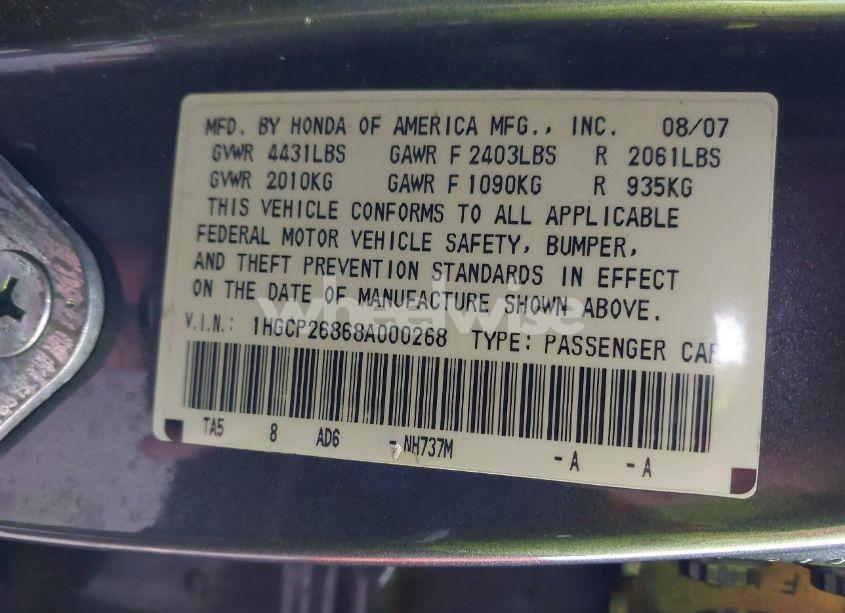 MFD. BY HONDA OF AMERICA MFG., INC. 08/07
GVWR 4431LBS GAWR F 2403LBS R 2061LBS
GVWR 2010KG GAWR F 1090KG R 935KG
THIS VEHICLE CONFORMS TO ALL APPLICABLE
FEDERAL MOTOR VEHICLE SAFETY, BUMPER,
AND THEFT PREVENTION STANDARDS IN EFFECT
ON THE DATE OF MANUFACTURE SHOWN ABOVE.
wheelwise
V.I.N.: 1HGCP26868A000268 TYPE: PASSENGER CAR
TA5 8 AD6 - NH737M - A - A